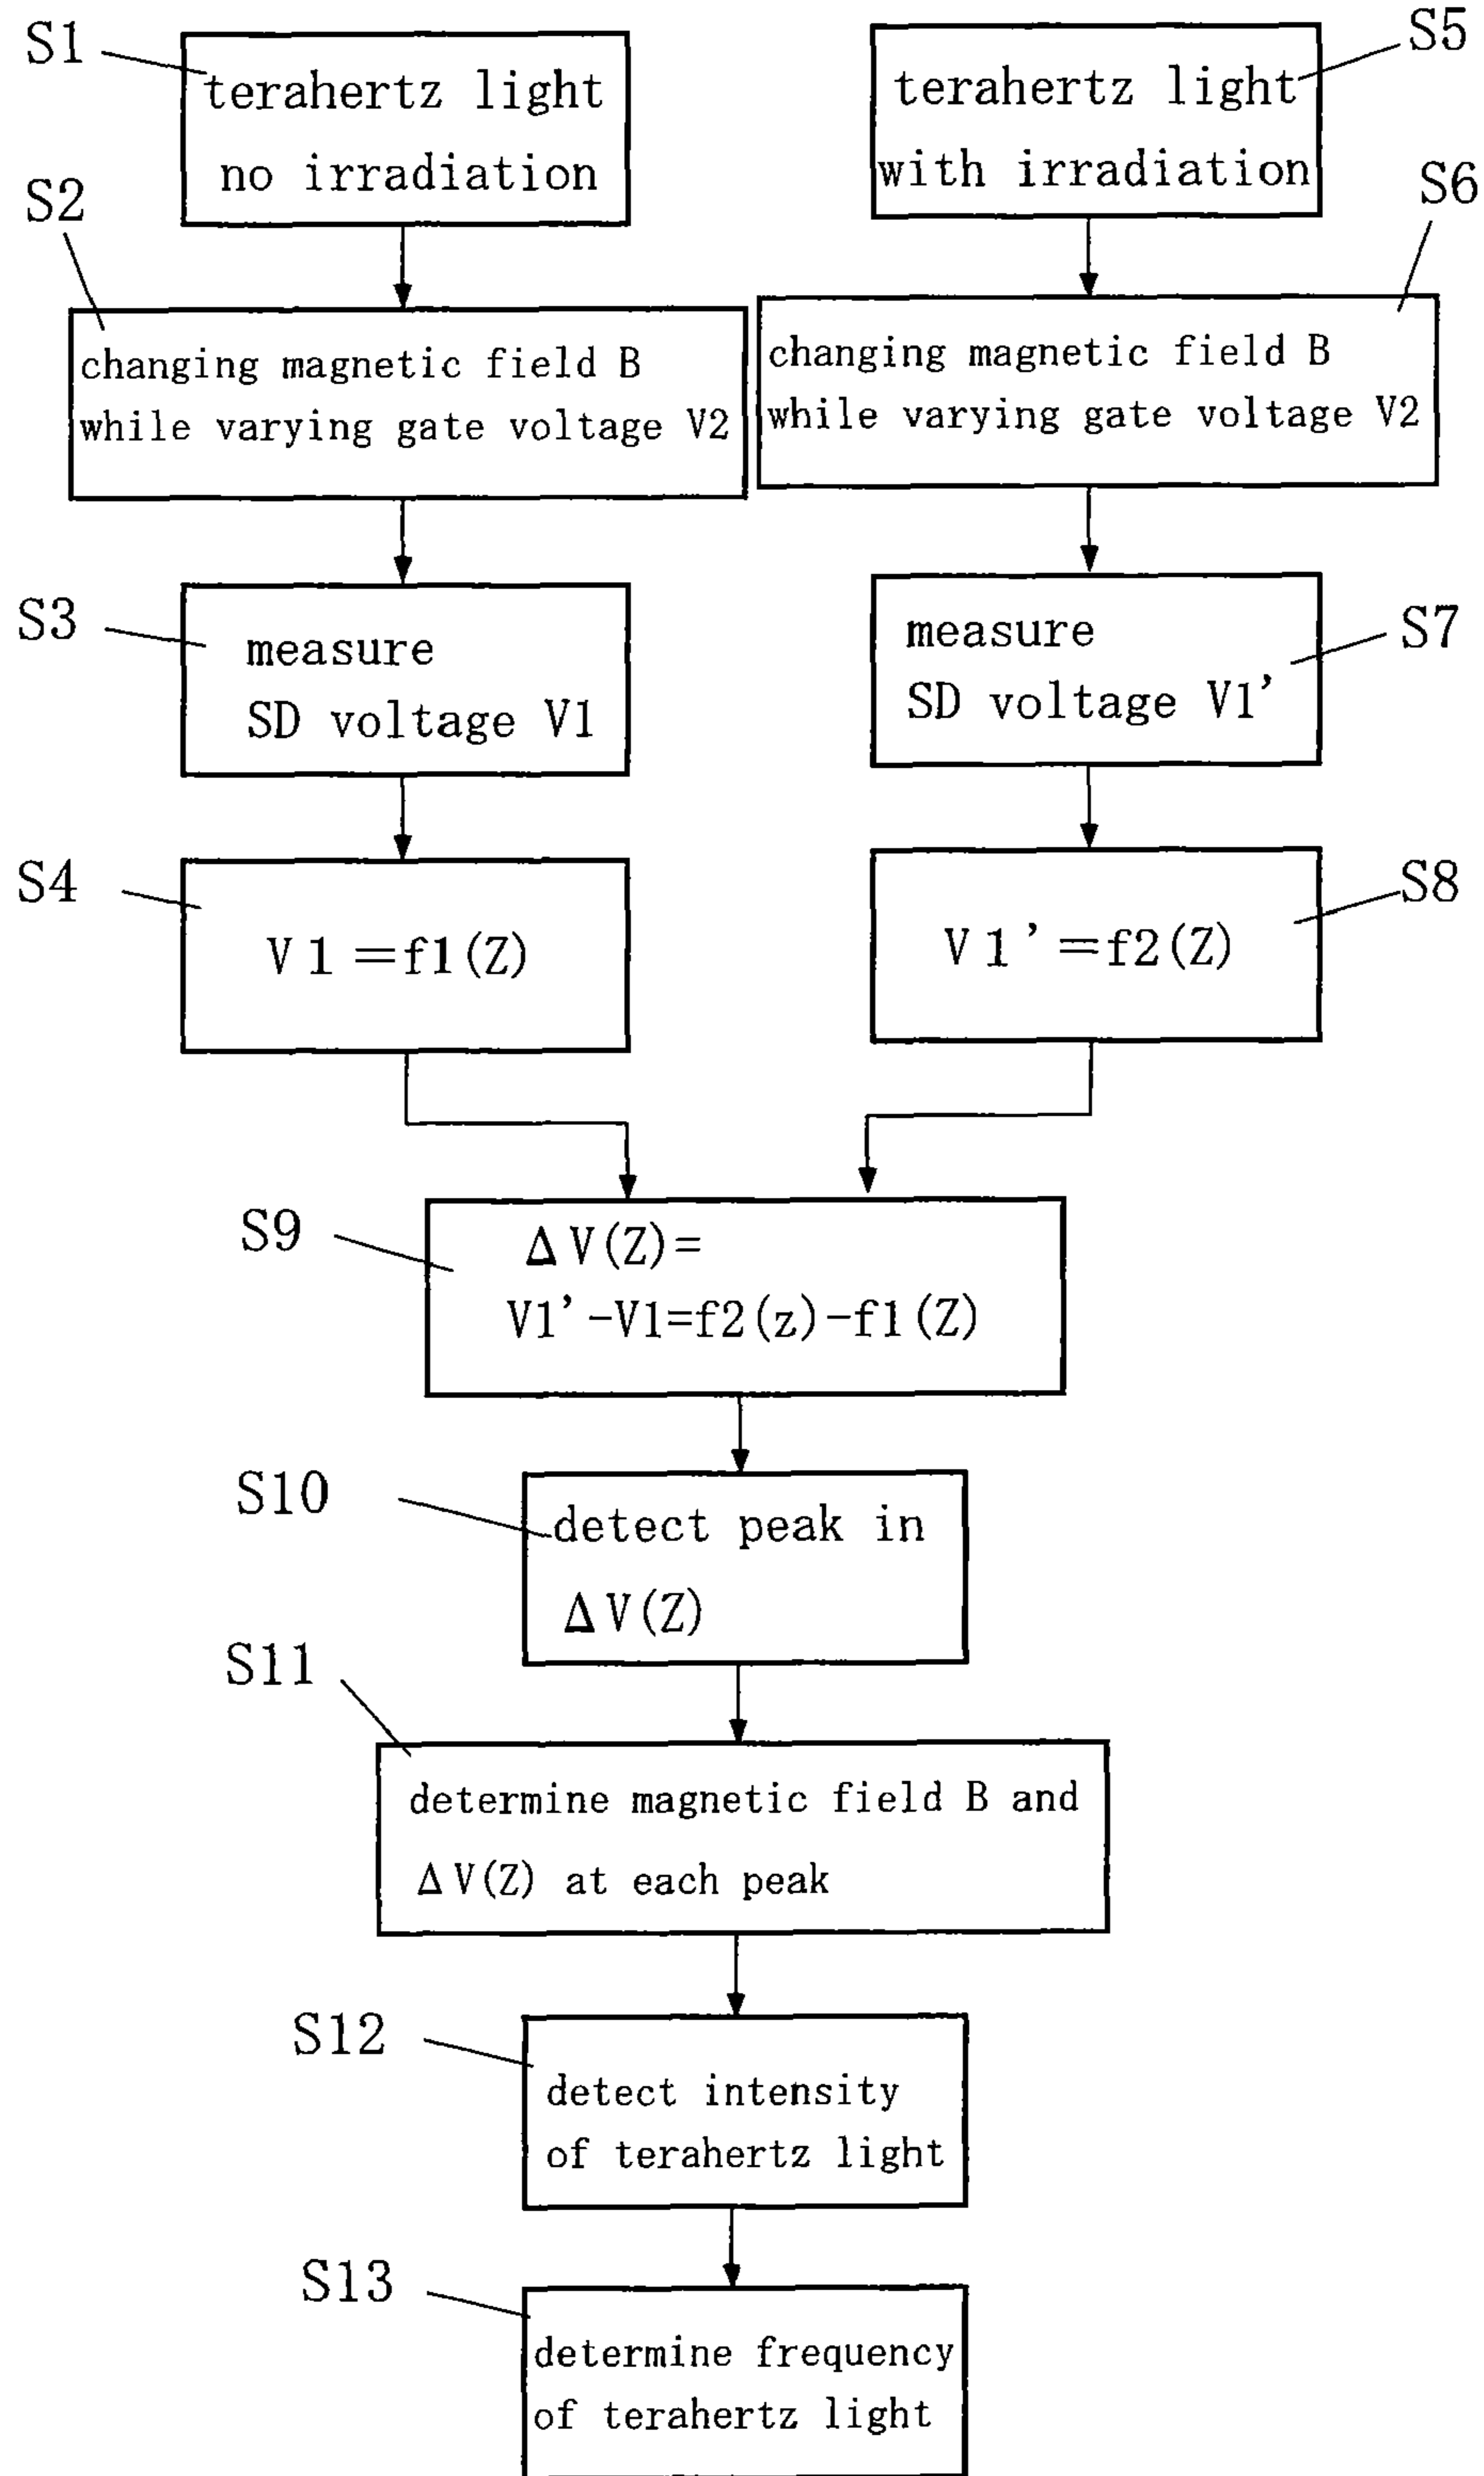 S1
terahertz light
no irradiation
S2
changing magnetic field B
while varying gate voltage V2
S3
measure
SD voltage V1
S4
V1=f1(Z)
S5
terahertz light
with irradiation
S6
changing magnetic field B
while varying gate voltage V2
S7
measure
SD voltage V1'
S8
V1'=f2(Z)
S9
ΔV(Z)=
V1'-V1=f2(z)-f1(Z)
S10
detect peak in
ΔV(Z)
S11
determine magnetic field B and
ΔV(Z) at each peak
S12
detect intensity
of terahertz light
S13
determine frequency
of terahertz light